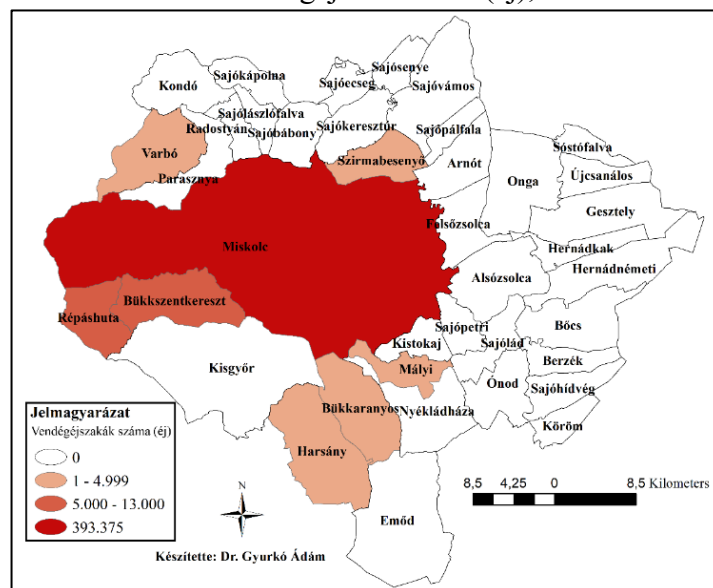 Sajósenye
Kondó
Sajókápolna
Sajóecseg
Sajóvámos
Sajólászlófalva
Radostyán
Sajóbábony
Sajókeresztúr
Sajópálfala
Sóstófalva
Varbó
Szirmabesenyő
Arnót
Parasznya
Onga
Újcsanálos
Gesztely
Felsőzsolca
Miskolc
Hernádkak
Hernádnémeti
Alsózsolca
Bükkszentkereszt
Répáshuta
Sajópetri
Bőcs
Kistokaj
Sajólád
Berzék
Kisgyőr
Mályi
Ónod
Sajóhídvég
Bükkaranyos
Nyékládháza
Köröm
Harsány
Emőd
Jelmagyarázat
Vendégéjszakák száma (éj)
0
1 - 4.999
5.000 - 13.000
393.375
N
8,5 4,25 0 8,5 Kilometers
Készítette: Dr. Gyurkó Ádám